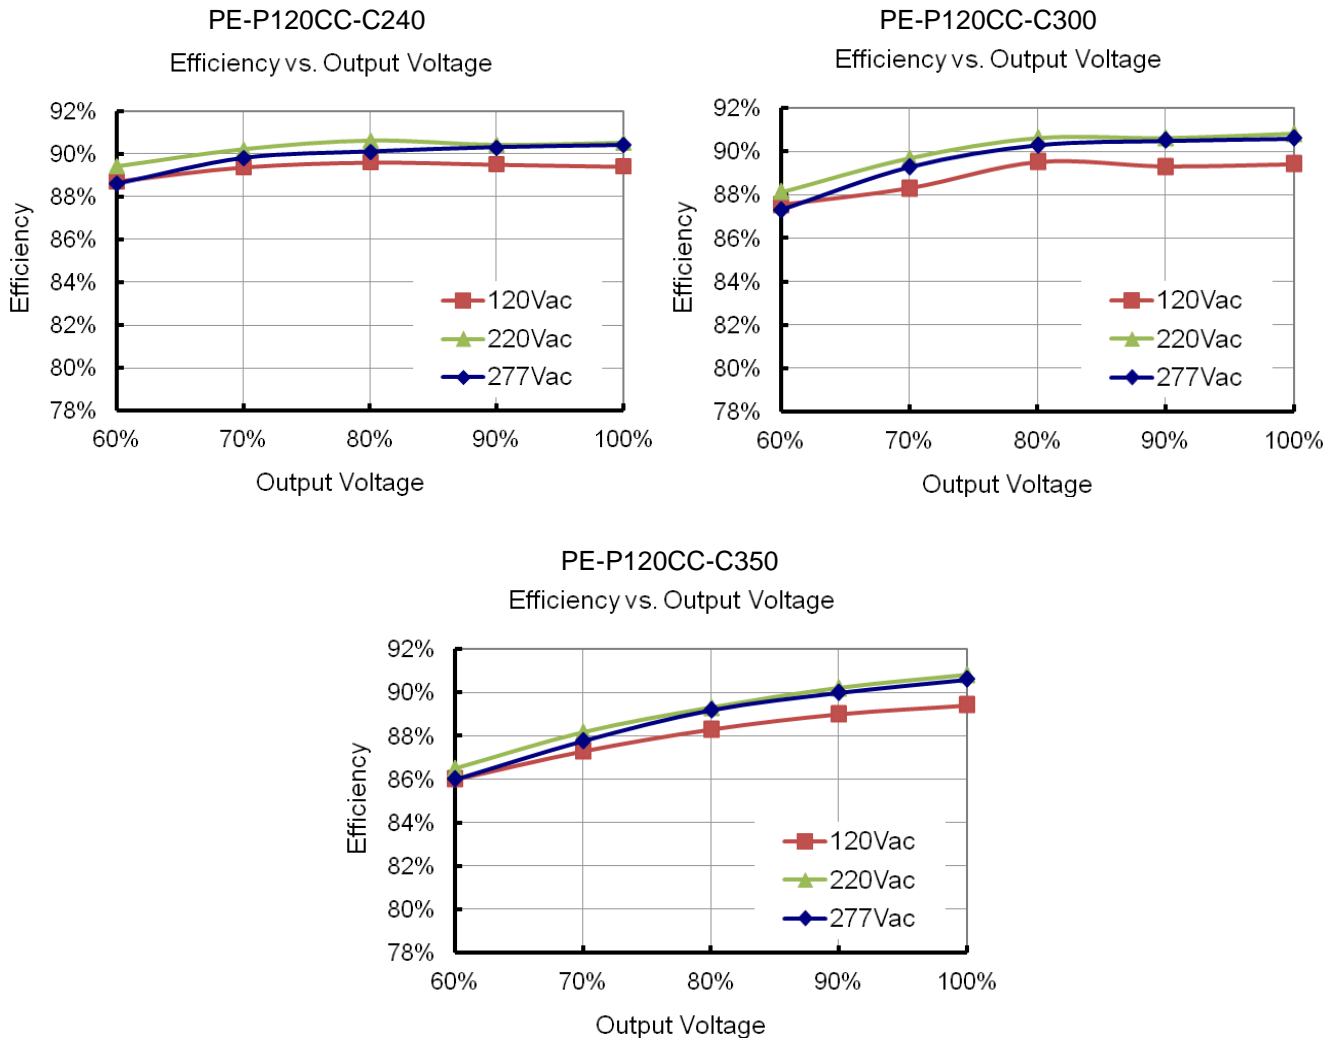 PE-P120CC-C240
Efficiency vs. Output Voltage
92%
90%
88%
86%
84%
82%
80%
78%
Efficiency
120Vac
220Vac
277Vac
60% 70% 80% 90% 100%
Output Voltage
PE-P120CC-C300
Efficiency vs. Output Voltage
92%
90%
88%
86%
84%
82%
80%
78%
Efficiency
120Vac
220Vac
277Vac
60% 70% 80% 90% 100%
Output Voltage
PE-P120CC-C350
Efficiency vs. Output Voltage
92%
90%
88%
86%
84%
82%
80%
78%
Efficiency
120Vac
220Vac
277Vac
60% 70% 80% 90% 100%
Output Voltage